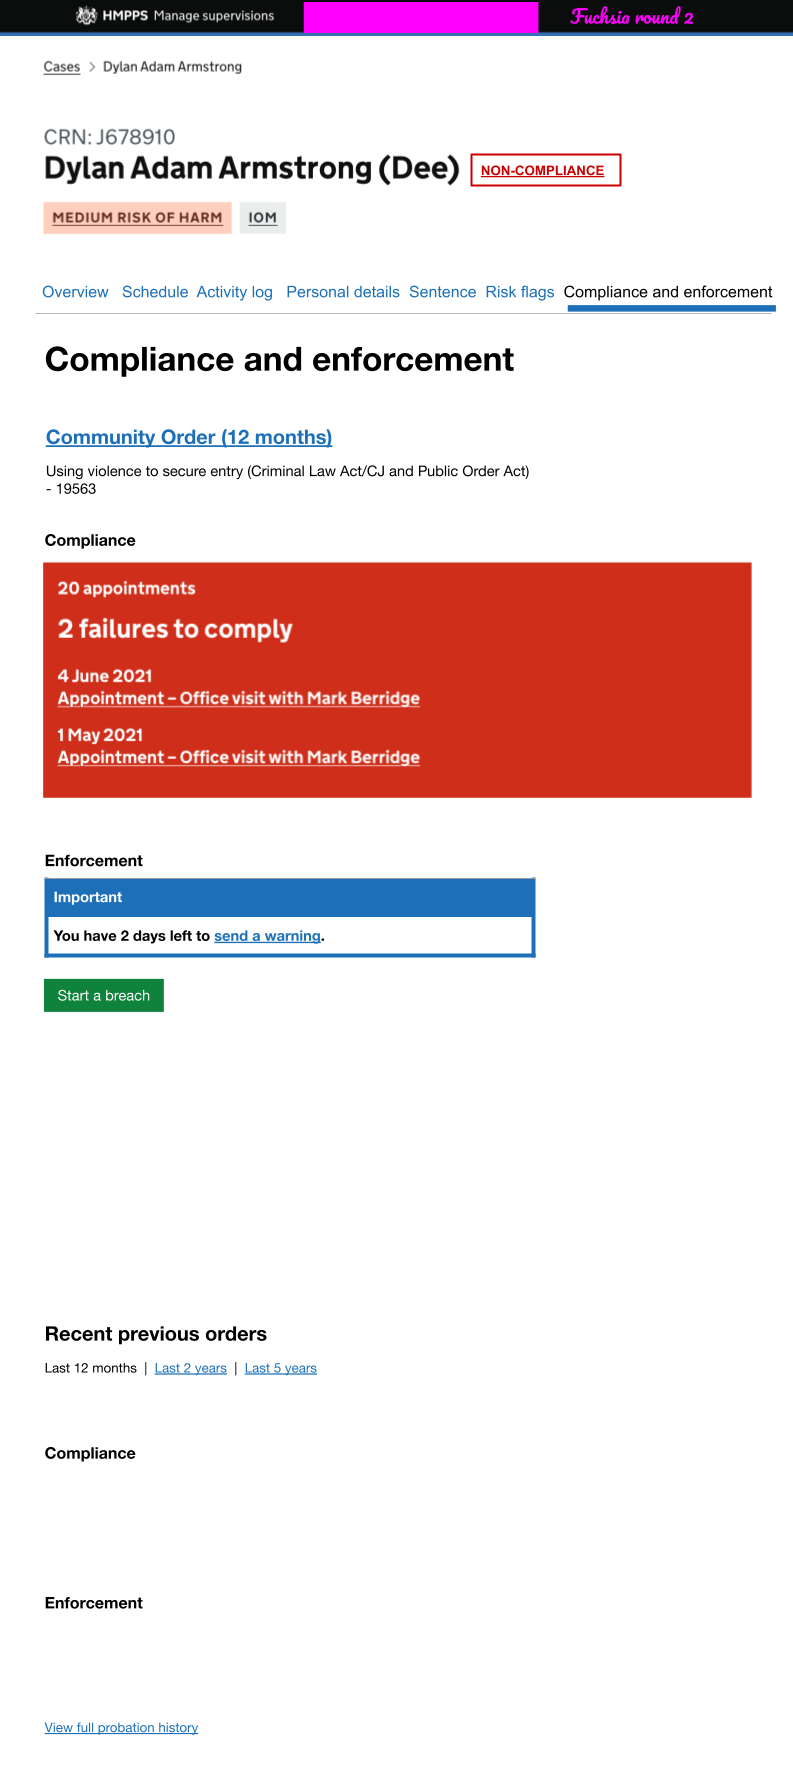 HMPPS Manage supervisions
Fuchsia round 2
Cases > Dylan Adam Armstrong
CRN: J678910
Dylan Adam Armstrong (Dee) NON-COMPLIANCE
MEDIUM RISK OF HARM IOM
Overview Schedule Activity log Personal details Sentence Risk flags Compliance and enforcement
Compliance and enforcement
Community Order (12 months)
Using violence to secure entry (Criminal Law Act/CJ and Public Order Act)
- 19563
Compliance
20 appointments
2 failures to comply
4 June 2021
Appointment – Office visit with Mark Berridge
1 May 2021
Appointment – Office visit with Mark Berridge
Enforcement
Important
You have 2 days left to send a warning.
Start a breach
Recent previous orders
Last 12 months | Last 2 years | Last 5 years
Compliance
Enforcement
View full probation history